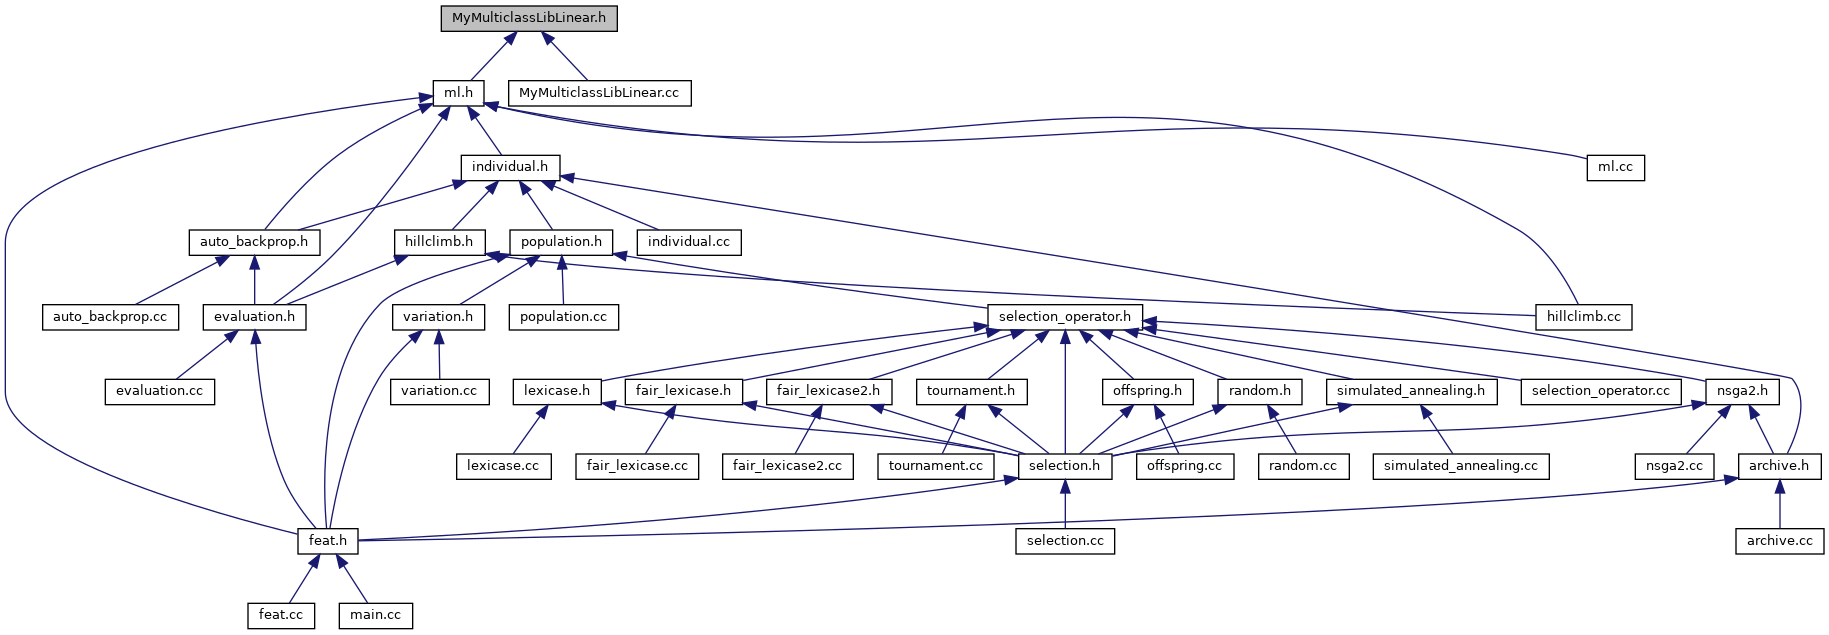 MyMulticlassLibLinear.h
ml.h
MyMulticlassLibLinear.cc
individual.h
ml.cc
auto_backprop.h
hillclimb.h
population.h
individual.cc
auto_backprop.cc
evaluation.h
variation.h
population.cc
selection_operator.h
hillclimb.cc
evaluation.cc
variation.cc
lexicase.h
fair_lexicase.h
fair_lexicase2.h
tournament.h
offspring.h
random.h
simulated_annealing.h
selection_operator.cc
nsga2.h
lexicase.cc
fair_lexicase.cc
fair_lexicase2.cc
tournament.cc
selection.h
offspring.cc
random.cc
simulated_annealing.cc
nsga2.cc
archive.h
feat.h
selection.cc
archive.cc
feat.cc
main.cc